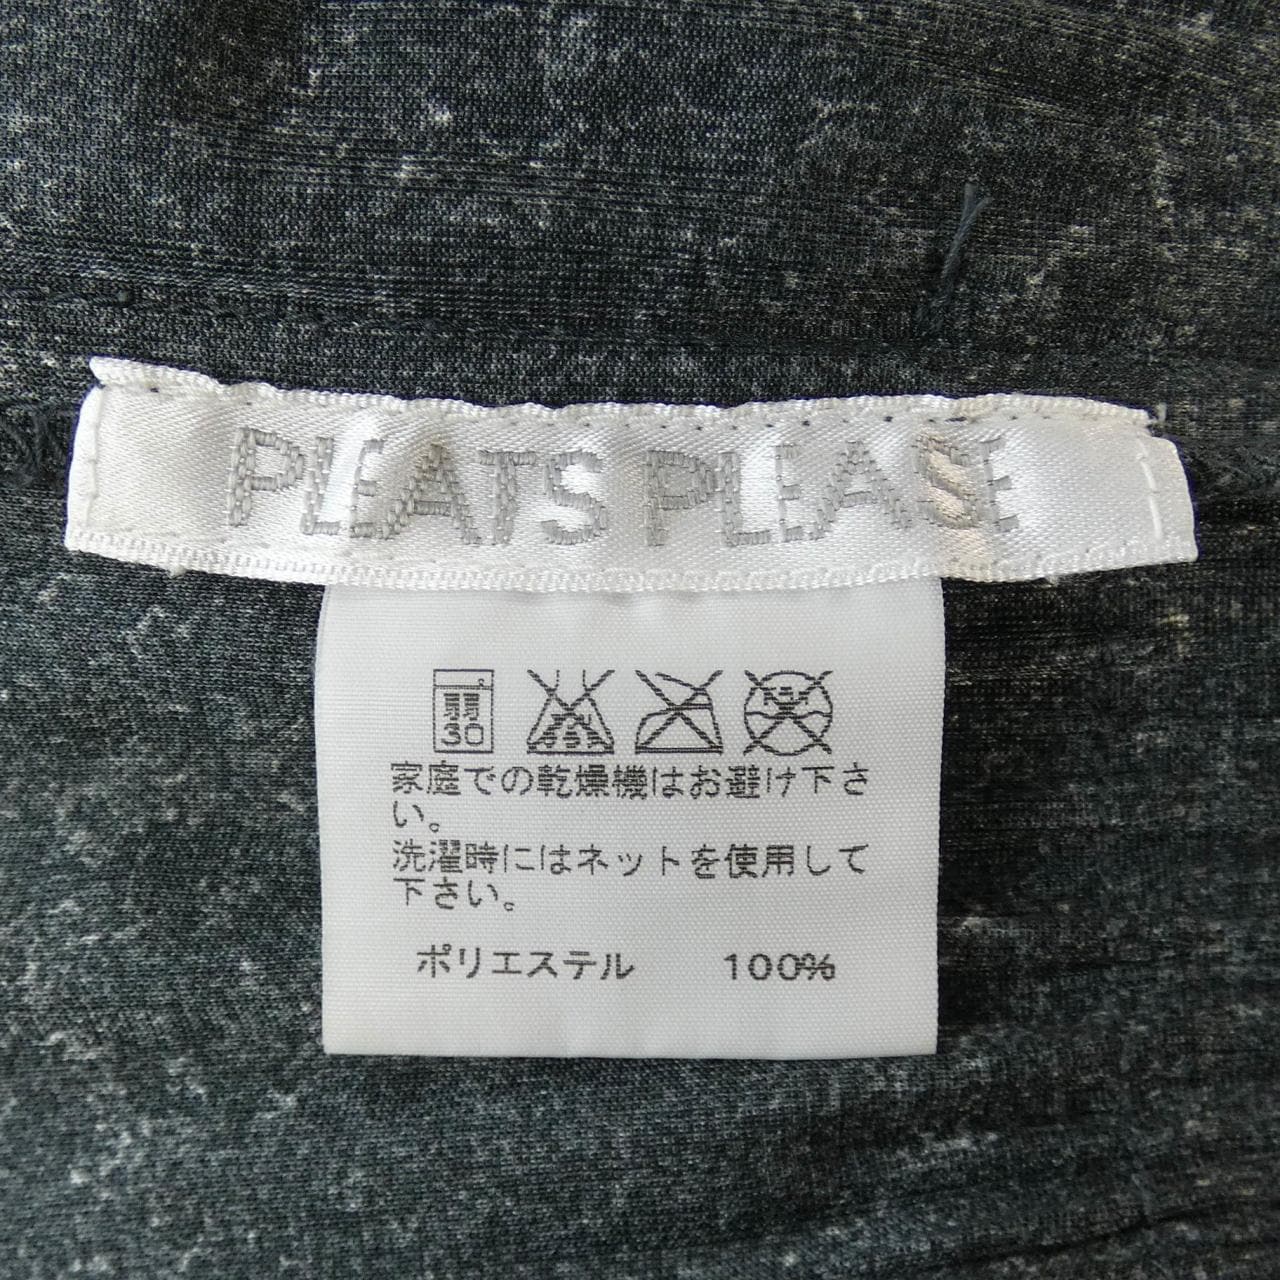 PLEATS PLEASE
弱
30
家庭での乾燥機はお避け下さ
い。
洗濯時にはネットを使用して
下さい。
ポリエステル 100%